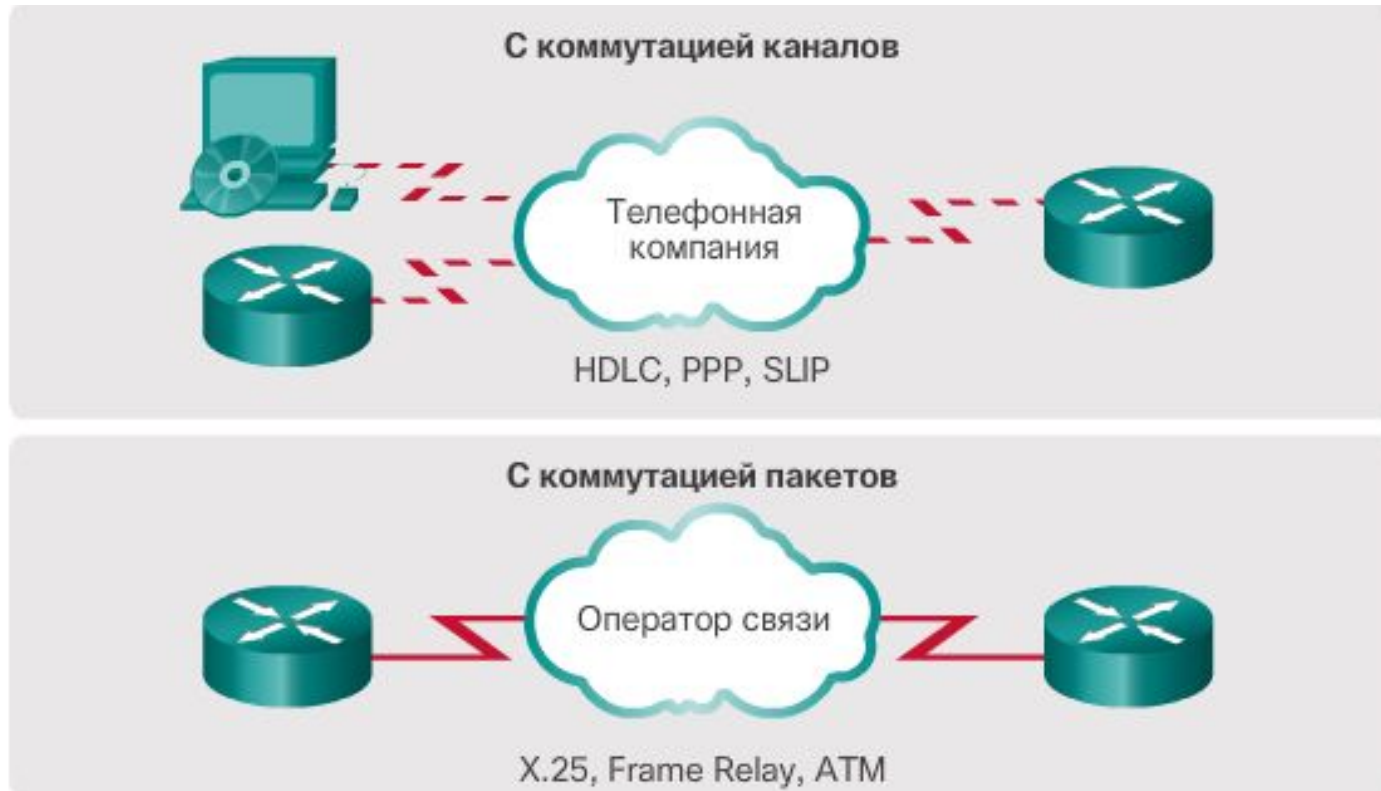 С коммутацией каналов
Телефонная
компания
HDLC, PPP, SLIP
С коммутацией пакетов
Оператор связи
X.25, Frame Relay, ATM